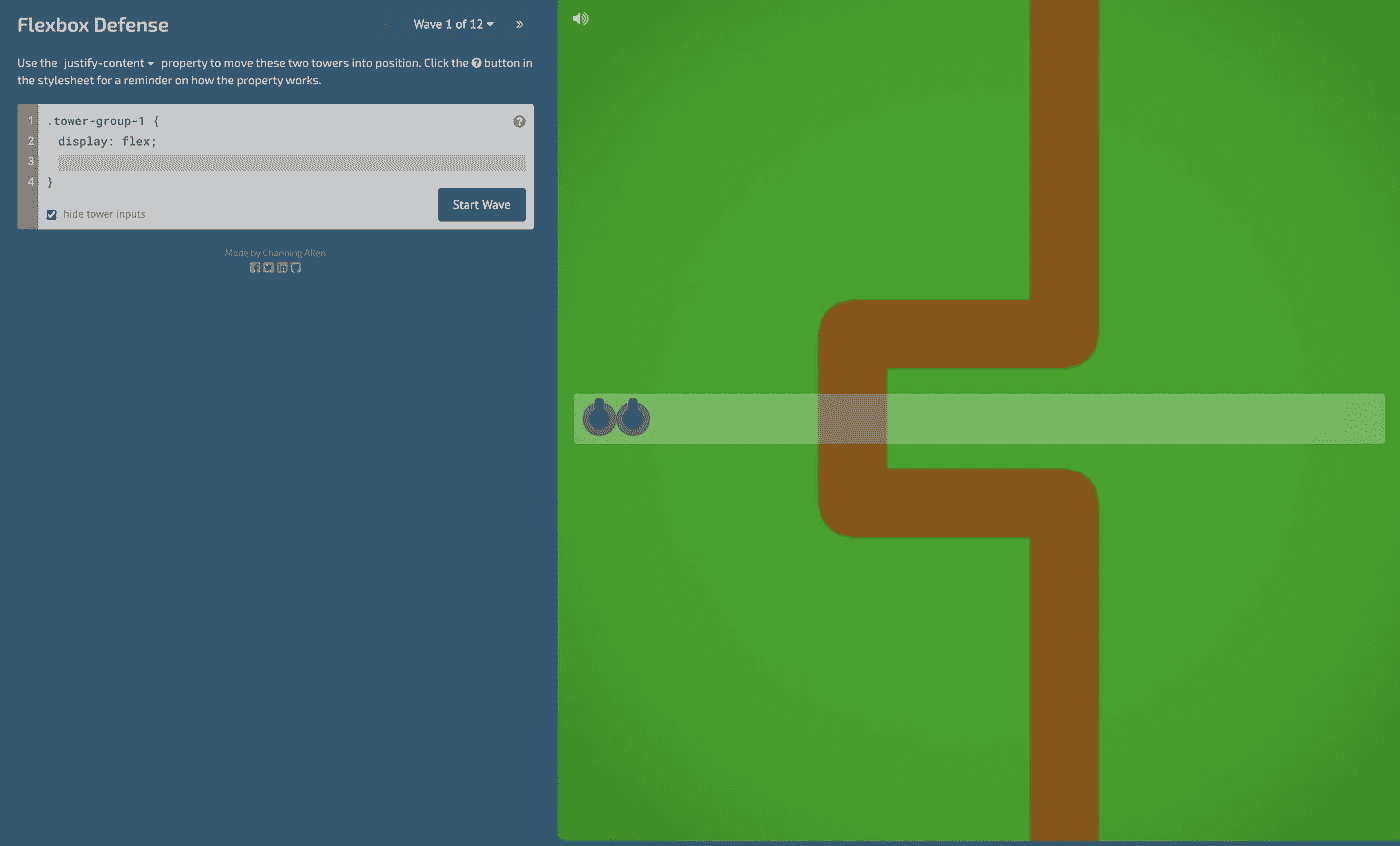 Flexbox Defense
Wave 1 of 12 »
Use the justify-content property to move these two towers into position. Click the ? button in
the stylesheet for a reminder on how the property works.
1 .tower-group-1 {
2 display: flex;
3
4 }
hide tower inputs
Start Wave
Made by Channing Allen